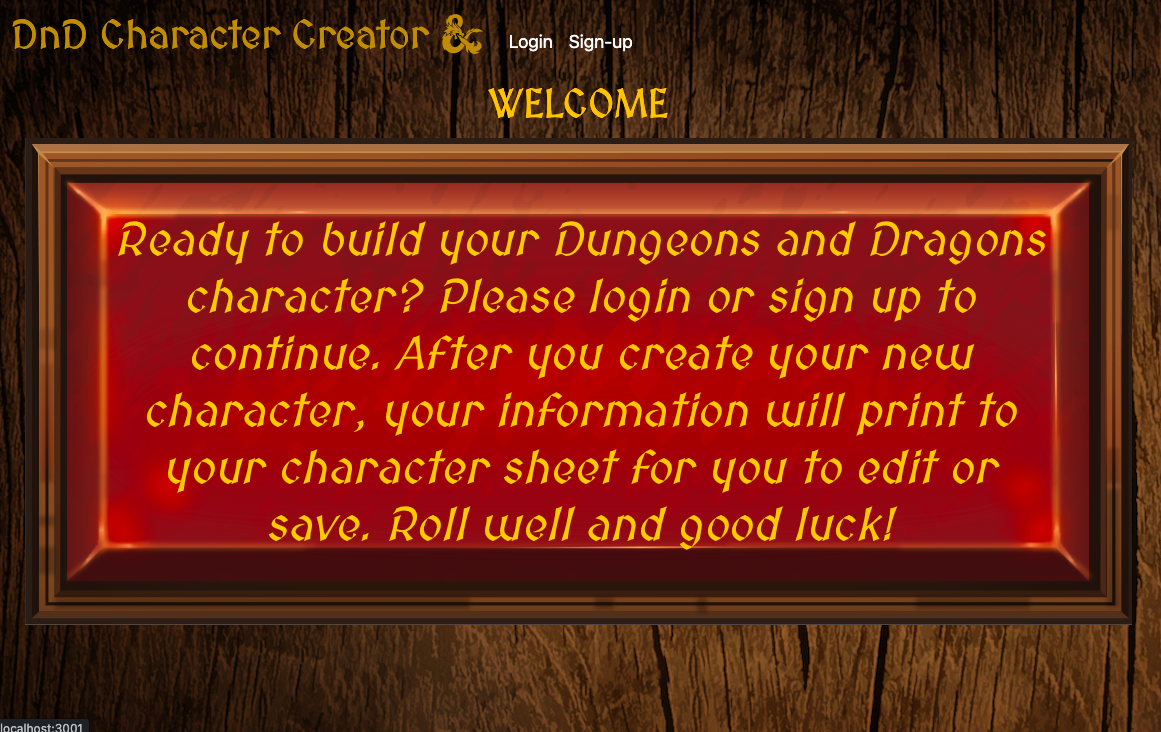 DnD Character Creator &
Login Sign-up
WELCOME
Ready to build your Dungeons and Dragons
character? Please login or sign up to
continue. After you create your new
character, your information will print to
your character sheet for you to edit or
save. Roll well and good luck!
localhost:3001